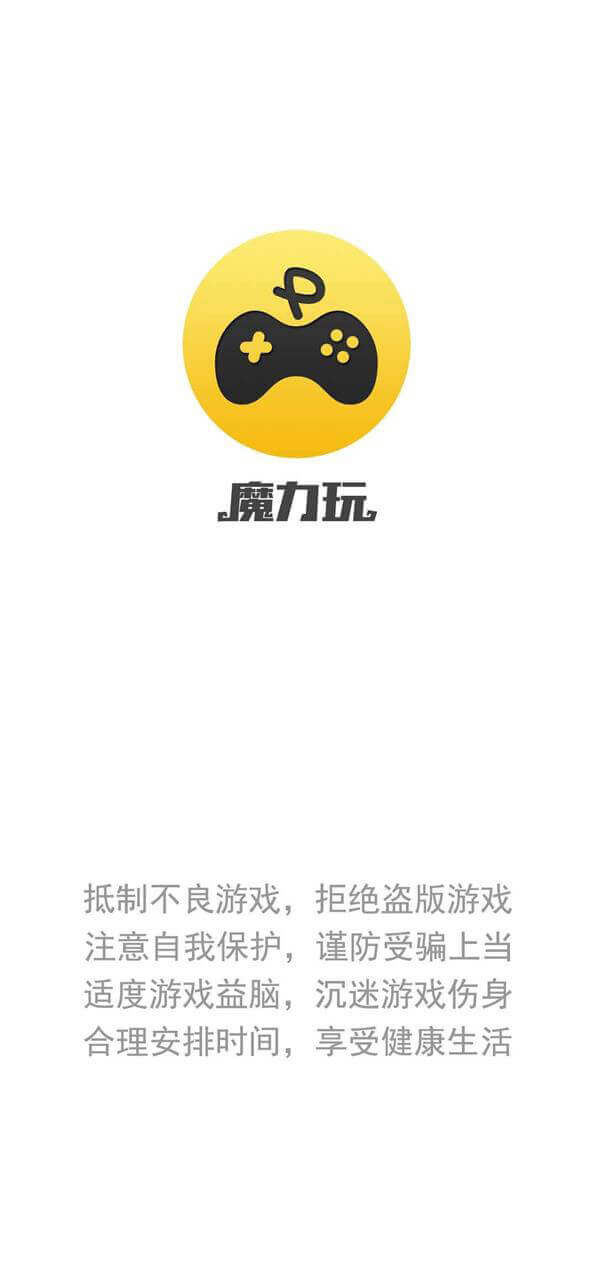 魔力玩
抵制不良游戏，拒绝盗版游戏
注意自我保护，谨防受骗上当
适度游戏益脑，沉迷游戏伤身
合理安排时间，享受健康生活